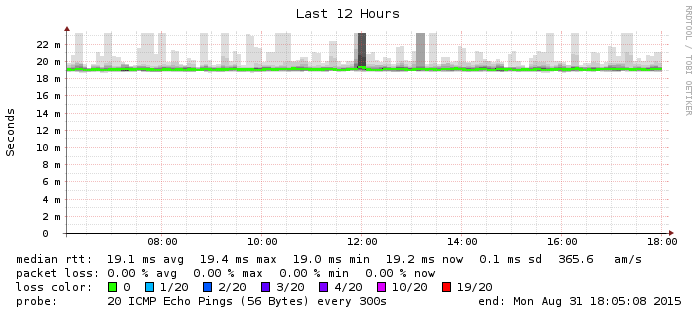 Last 12 Hours
RRDTOOL / TOBI OETIKER
Seconds
22 m
20 m
18 m
16 m
14 m
12 m
10 m
8 m
6 m
4 m
2 m
0
08:00 10:00 12:00 14:00 16:00 18:00
median rtt: 19.1 ms avg 19.4 ms max 19.0 ms min 19.2 ms now 0.1 ms sd 365.6 am/s
packet loss: 0.00 % avg 0.00 % max 0.00 % min 0.00 % now
loss color: 0 1/20 2/20 3/20 4/20 10/20 19/20
probe: 20 ICMP Echo Pings (56 Bytes) every 300s end: Mon Aug 31 18:05:08 2015